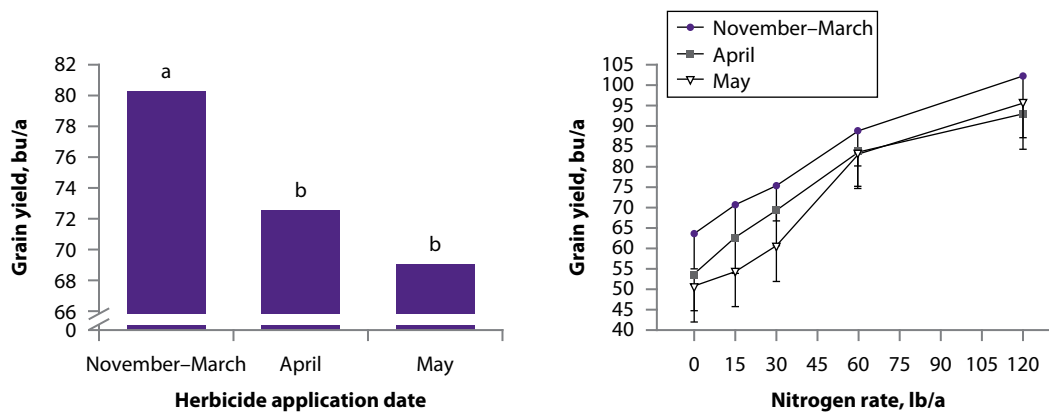 Grain yield, bu/a
82
80
78
76
74
72
70
68
66
0
a
b
b
November–March
April
May
Herbicide application date
November–March
April
May
Grain yield, bu/a
105
100
95
90
85
80
75
70
65
60
55
50
45
40
0 15 30 45 60 75 90 105 120
Nitrogen rate, lb/a